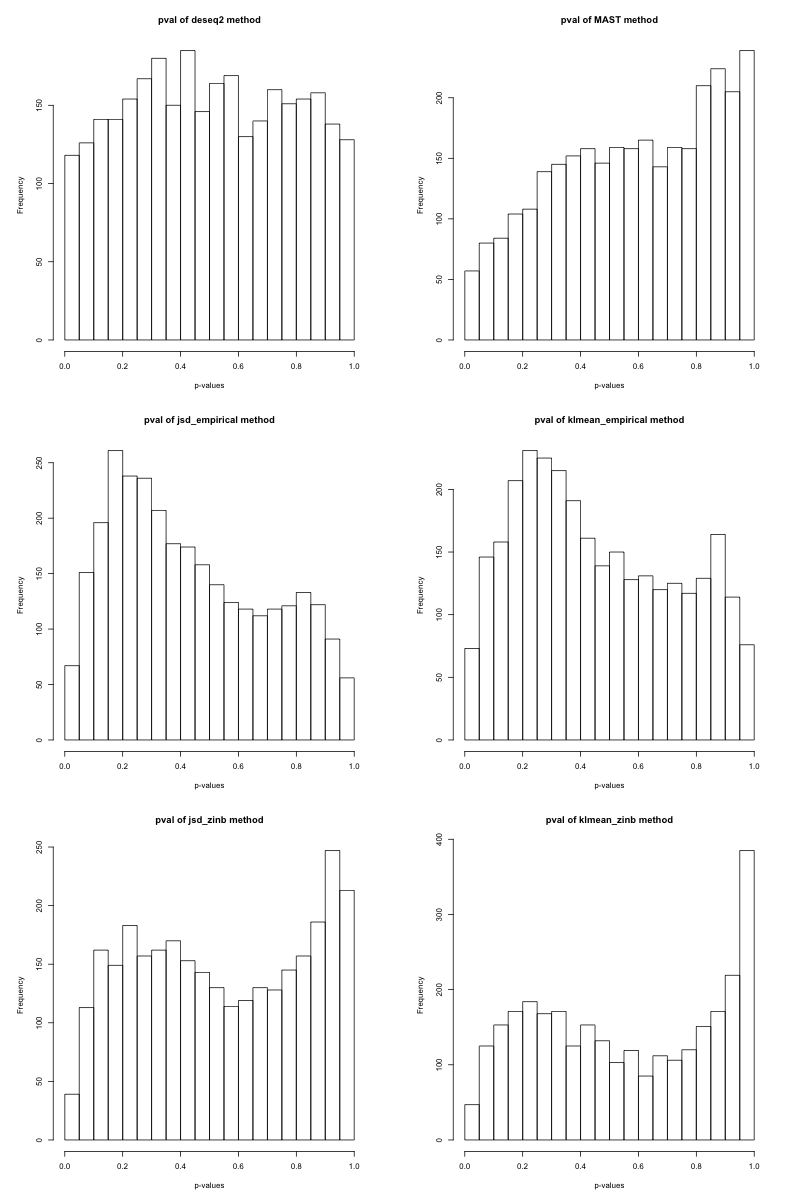 pval of deseq2 method
Frequency
0 50 100 150
0.0 0.2 0.4 0.6 0.8 1.0
p-values
pval of MAST method
Frequency
0 50 100 150 200
0.0 0.2 0.4 0.6 0.8 1.0
p-values
pval of jsd_empirical method
Frequency
0 50 100 150 200 250
0.0 0.2 0.4 0.6 0.8 1.0
p-values
pval of klmean_empirical method
Frequency
0 50 100 150 200
0.0 0.2 0.4 0.6 0.8 1.0
p-values
pval of jsd_zinb method
Frequency
0 50 100 150 200 250
0.0 0.2 0.4 0.6 0.8 1.0
p-values
pval of klmean_zinb method
Frequency
0 100 200 300 400
0.0 0.2 0.4 0.6 0.8 1.0
p-values